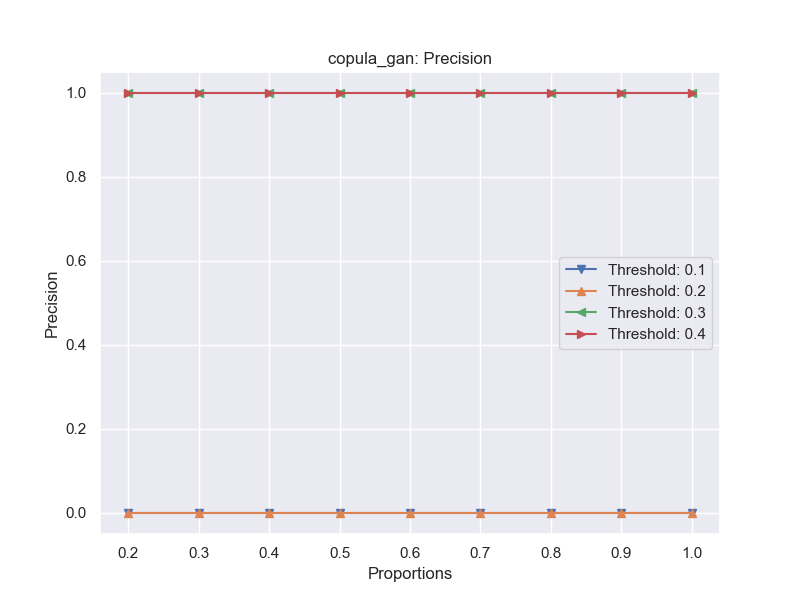 copula_gan: Precision
1.0
0.8
0.6
0.4
0.2
0.0
Precision
Threshold: 0.1
Threshold: 0.2
Threshold: 0.3
Threshold: 0.4
0.2 0.3 0.4 0.5 0.6 0.7 0.8 0.9 1.0
Proportions